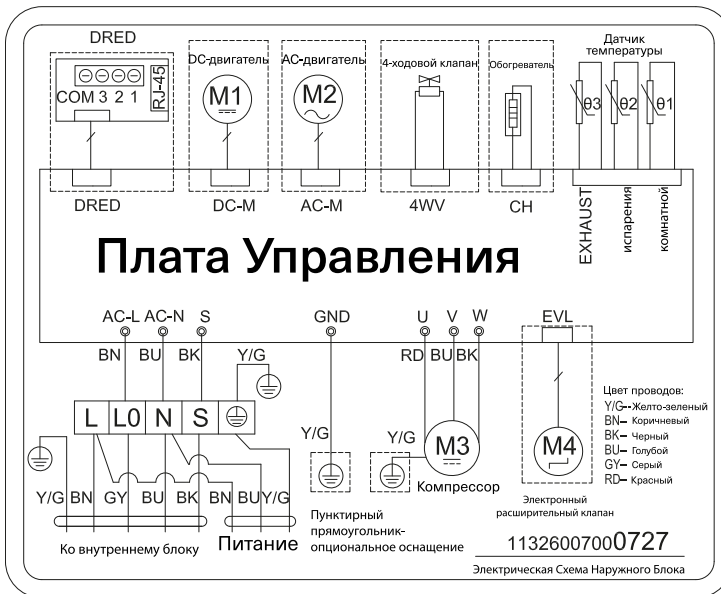 DRED
DC-двигатель
АС-двигатель
4-ходовой клапан
Обогреватель
Датчик
температуры
COM 3 2 1
RJ-45
M1
M2
θ3
θ2
θ1
DRED
DC-M
AC-M
4WV
CH
EXHAUST
испарения
комнатной
Плата Управления
AC-L
AC-N
S
GND
U
V
W
EVL
BN
BU
BK
Y/G
RD
BU
BK
L
L0
N
S
Y/G
Y/G
M3
M4
Цвет проводов:
Y/G-- Желто-зеленый
BN-- Коричневый
BK-- Черный
BU-- Голубой
GY-- Серый
RD-- Красный
Y/G
BN
GY
BU
BK
BN
BU
Y/G
Компрессор
Электронный
расширительный клапан
Ко внутреннему блоку
Питание
Пунктирный
прямоугольник-
опциональное оснащение
11326007000727
Электрическая Схема Наружного Блока